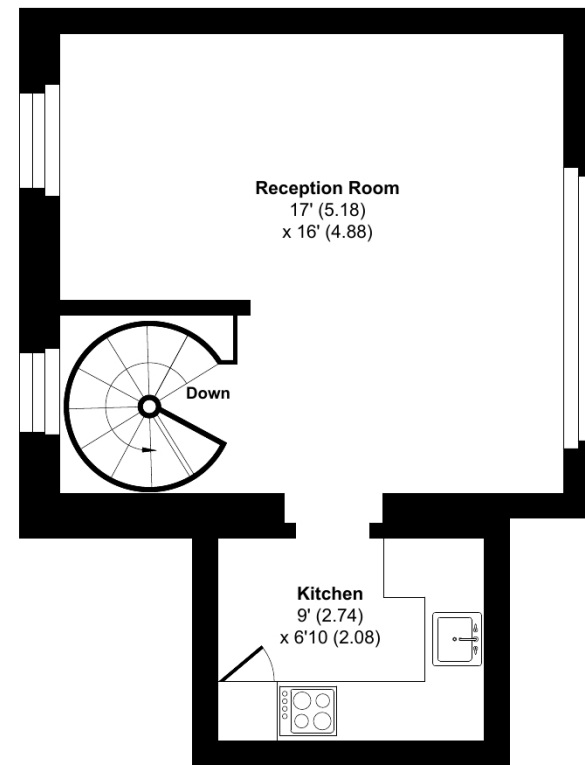 Reception Room
17' (5.18)
x 16' (4.88)
Down
Kitchen
9' (2.74)
x 6'10 (2.08)